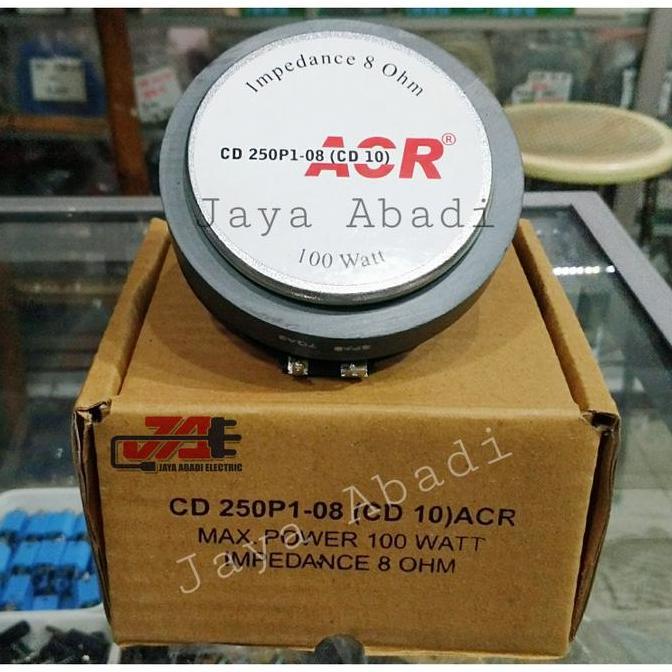 Impedance 8 Ohm
CD 250P1-08 (CD 10)
ACR®
Jaya Abadi
100 Watt
JA
JAYA ABADI ELECTRIC
Jaya Abadi
CD 250P1-08 (CD 10)ACR
MAX. POWER 100 WATT
IMPEDANCE 8 OHM